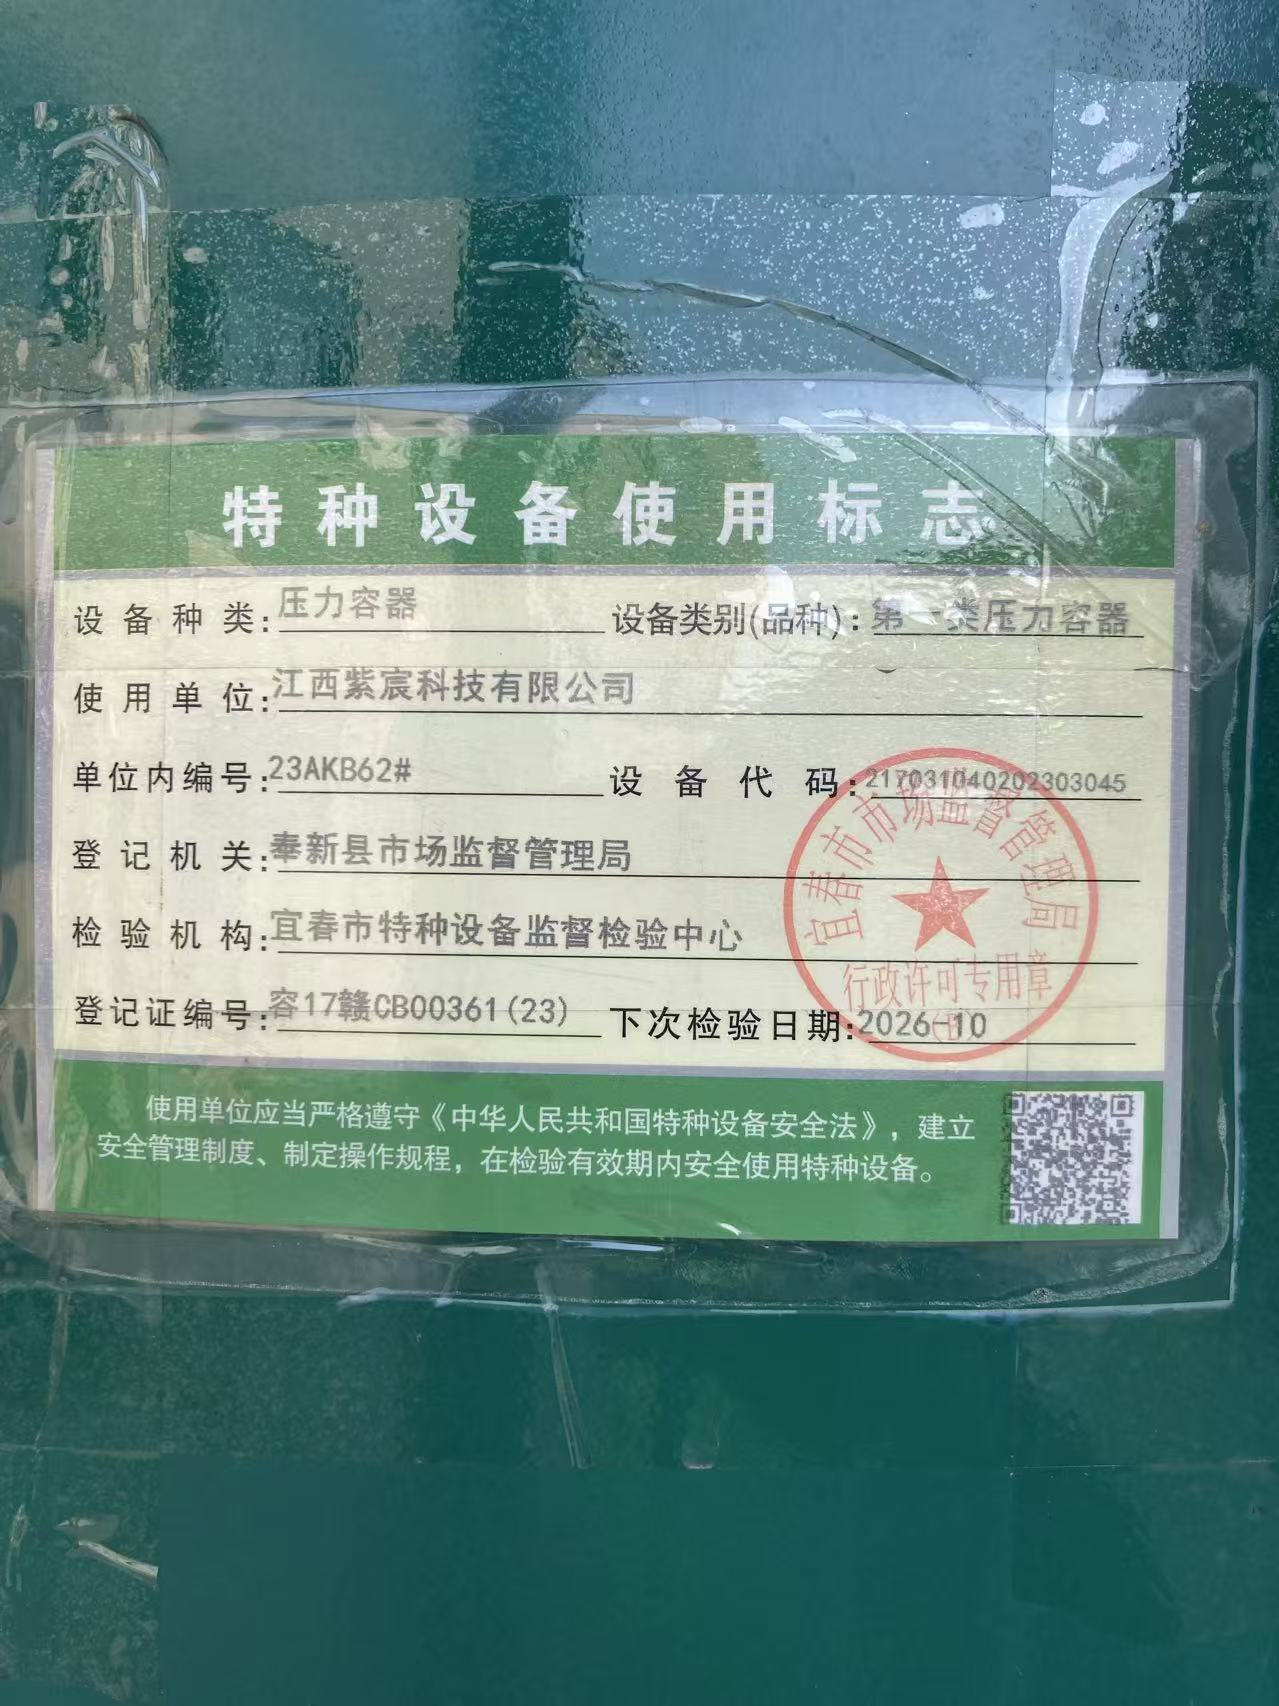 特种设备使用标志
设备种类:压力容器 设备类别(品种):第一类压力容器
使用单位:江西紫宸科技有限公司
单位内编号:23AKB62# 设备代码:217031040202303045
登记机关:奉新县市场监督管理局
检验机构:宜春市特种设备监督检验中心
登记证编号:容17赣CB00361(23) 下次检验日期:2026-10
宜春市市场监督管理局
行政许可专用章
使用单位应当严格遵守《中华人民共和国特种设备安全法》，建立
安全管理制度、制定操作规程，在检验有效期内安全使用特种设备。